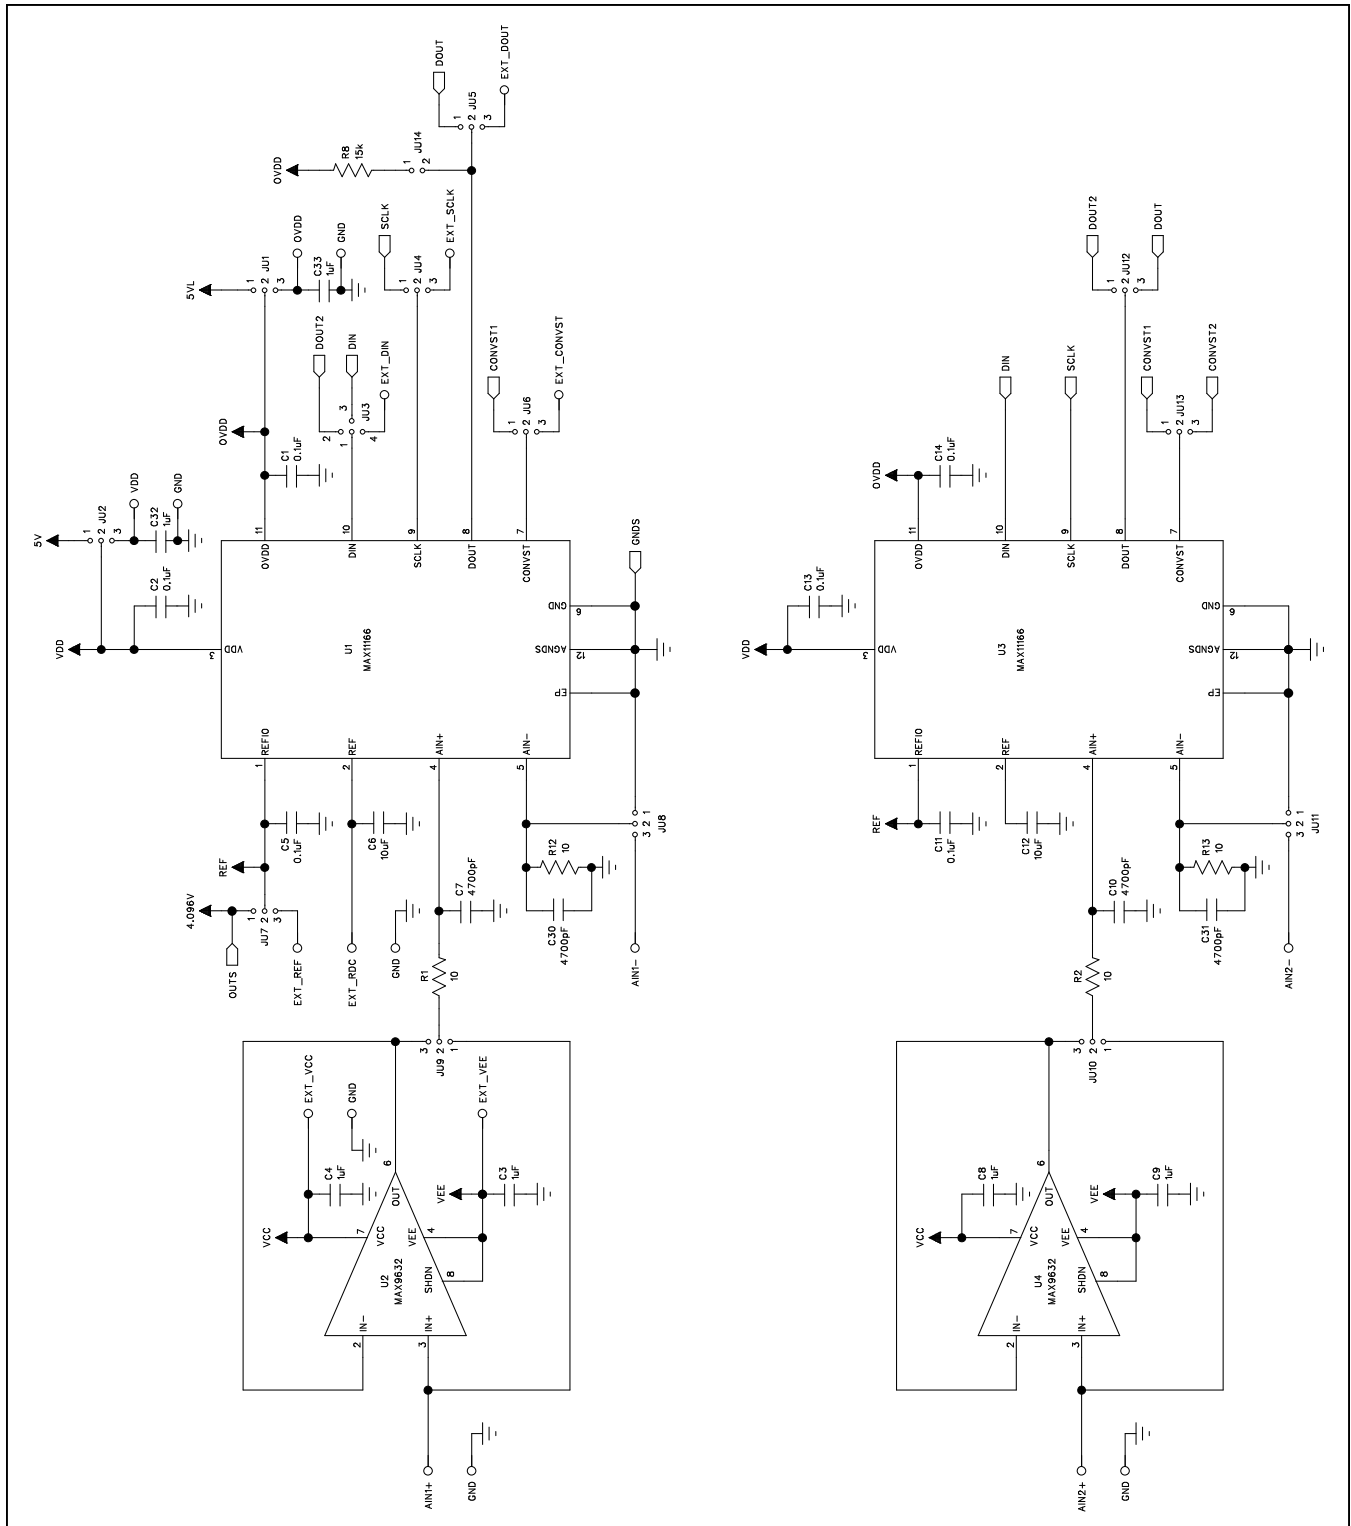 5V
JU2
1
2
3
VDD
C32
1uF
GND
VDD
C2
0.1uF
3
VDD
U1
MAX11166
OVDD
11
C1
0.1uF
OVDD
5VL
JU1
1
2
3
OVDD
C33
1uF
GND
DIN
10
JU3
1
2
3
4
DOUT2
DIN
EXT_DIN
SCLK
9
JU4
1
2
3
SCLK
EXT_SCLK
DOUT
8
OVDD
R8
15k
JU14
1
2
JU5
1
2
3
DOUT
EXT_DOUT
CONVST
7
JU6
1
2
3
CONVST1
EXT_CONVST
GND
6
AGNDS
12
EP
GNDS
REFIO
1
C5
0.1uF
REF
4.096V
OUTS
JU7
1
2
3
EXT_REF
REF
2
C6
10uF
EXT_RDC
GND
AIN+
4
C7
4700pF
R1
10
AIN-
5
R12
10
C30
4700pF
JU8
3
2
1
AIN1-
JU9
3
2
1
EXT_VCC
GND
C4
1uF
VCC
7
VCC
6
OUT
U2
MAX9632
VEE
4
SHDN
8
VEE
C3
1uF
EXT_VEE
IN-
2
IN+
3
AIN1+
GND
VDD
C13
0.1uF
3
VDD
U3
MAX11166
OVDD
11
OVDD
C14
0.1uF
DIN
10
DIN
SCLK
9
SCLK
DOUT
8
JU12
1
2
3
DOUT2
DOUT
CONVST
7
JU13
1
2
3
CONVST1
CONVST2
GND
6
AGNDS
12
EP
REFIO
1
REF
C11
0.1uF
REF
2
C12
10uF
AIN+
4
C10
4700pF
R2
10
AIN-
5
R13
10
C31
4700pF
JU11
3
2
1
AIN2-
JU10
3
2
1
VCC
C8
1uF
7
VCC
6
OUT
U4
MAX9632
VEE
4
SHDN
8
VEE
C9
1uF
IN-
2
IN+
3
AIN2+
GND